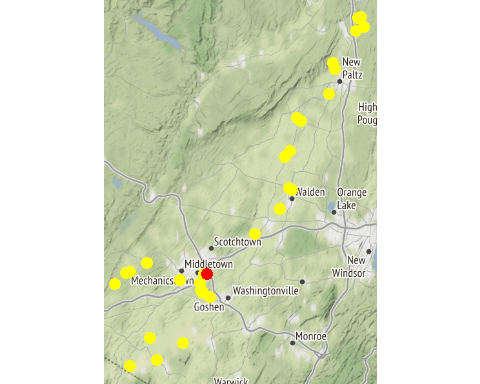 New
Paltz
High
Poug
Walden
Orange
Lake
Scotchtown
New
Windsor
Middletown
Mechanicstown
Washingtonville
Goshen
Monroe
Warwick